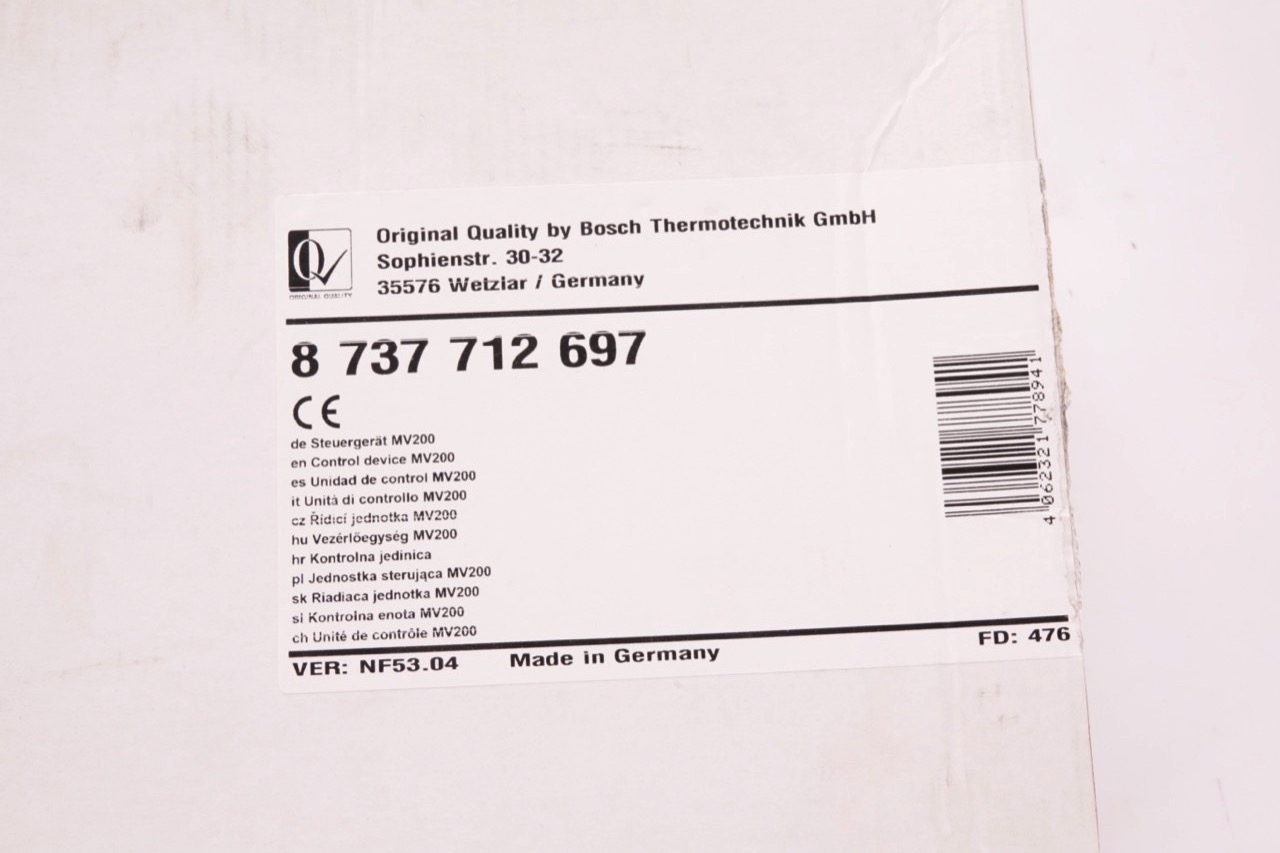 Original Quality by Bosch Thermotechnik GmbH
Sophienstr. 30-32
35576 Wetzlar / Germany
ORIGINAL QUALITY
8 737 712 697
CE
de Steuergerät MV200
en Control device MV200
es Unidad de control MV200
it Unità di controllo MV200
cz Řídicí jednotka MV200
hu Vezérlőegység MV200
hr Kontrolna jedinica
pl Jednostka sterująca MV200
sk Riadiaca jednotka MV200
si Kontrolna enota MV200
ch Unité de contrôle MV200
4 062321 778941
VER: NF53.04 Made in Germany FD: 476